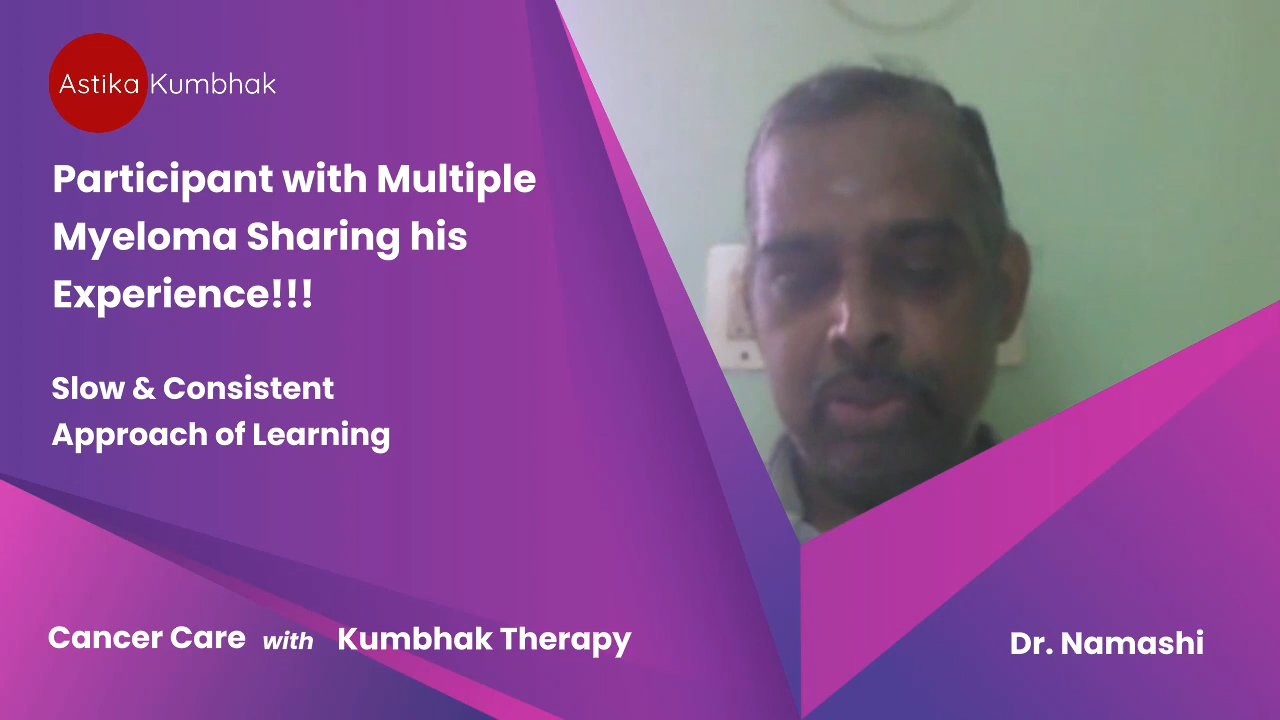 Astika Kumbhak
Participant with Multiple
Myeloma Sharing his
Experience!!!
Slow & Consistent
Approach of Learning
Cancer Care with Kumbhak Therapy
Dr. Namashi